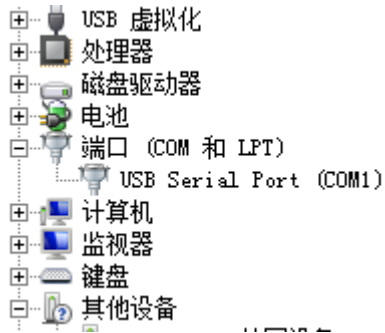 USB 虚拟化
处理器
磁盘驱动器
电池
端口 (COM 和 LPT)
USB Serial Port (COM1)
计算机
监视器
键盘
其他设备